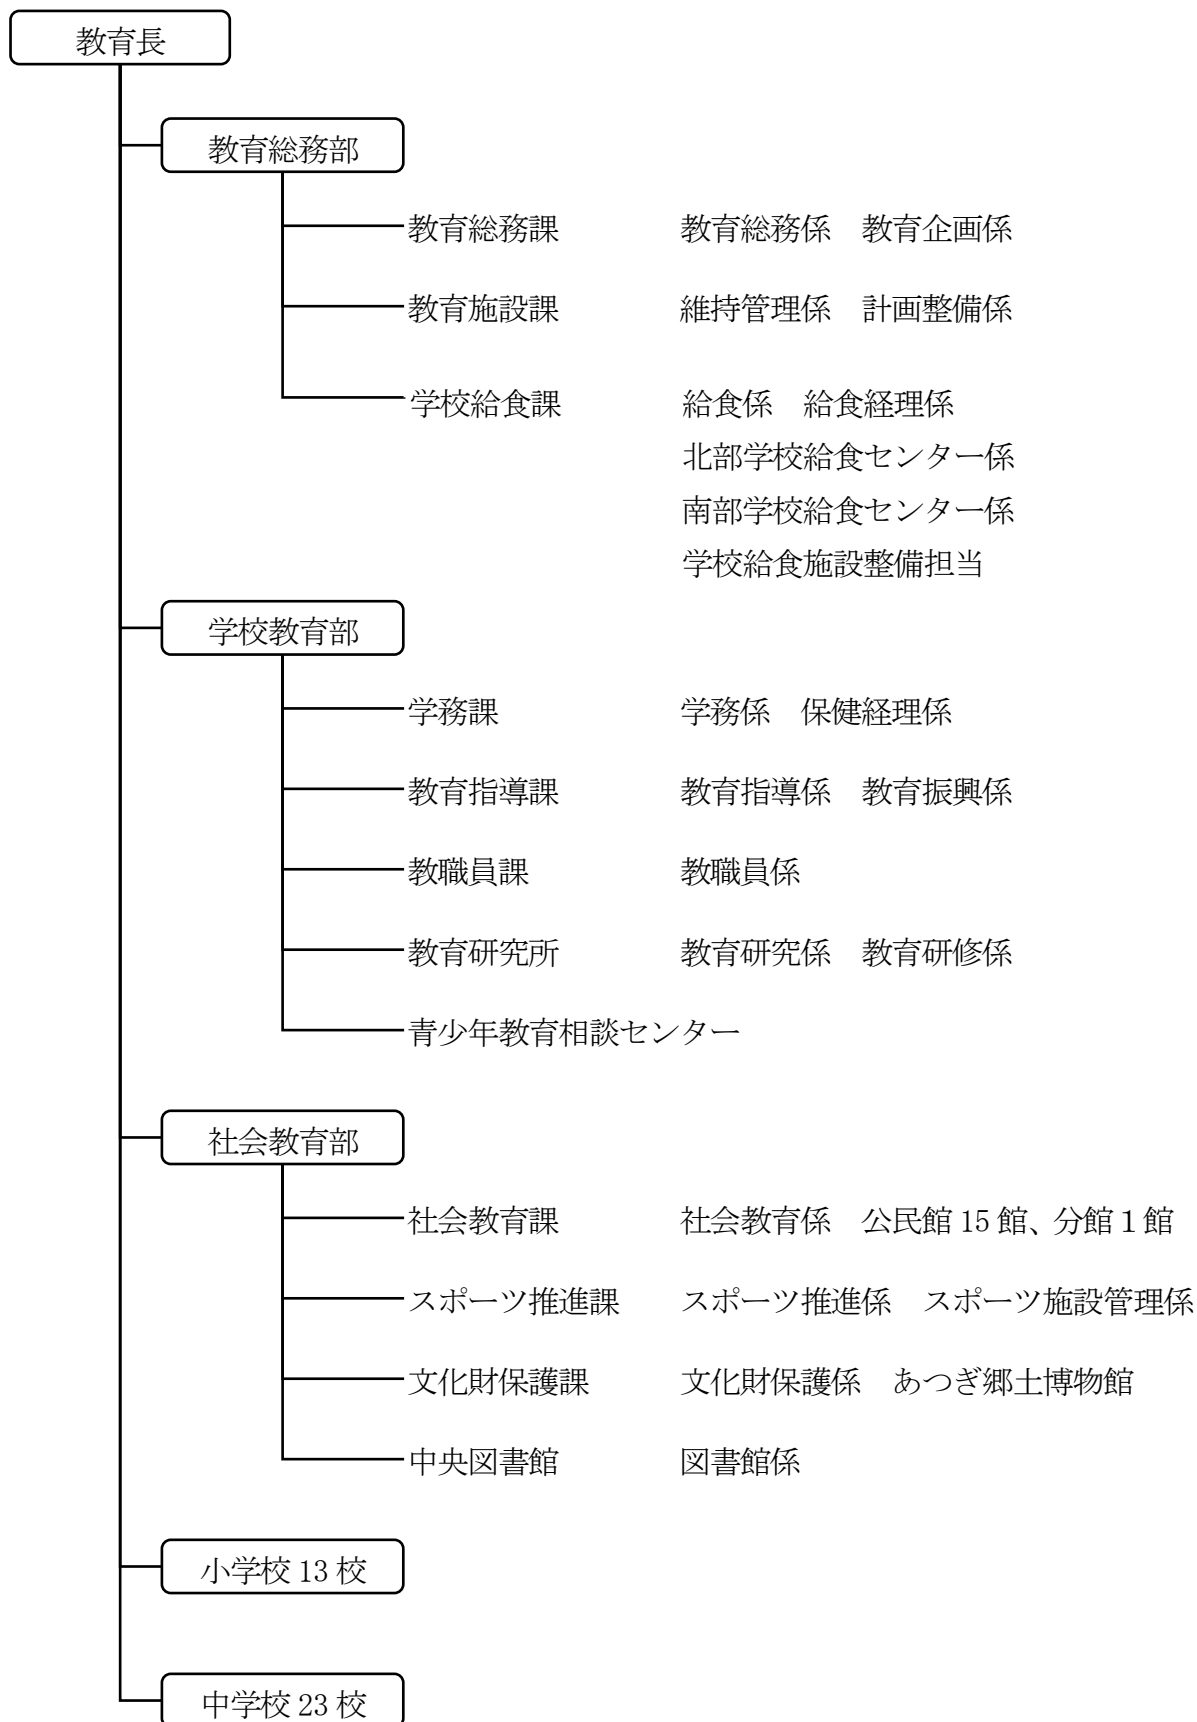 教育長
教育総務部
教育総務課 教育総務係 教育企画係
教育施設課 維持管理係 計画整備係
学校給食課 給食係 給食経理係
北部学校給食センター係
南部学校給食センター係
学校給食施設整備担当
学校教育部
学務課 学務係 保健経理係
教育指導課 教育指導係 教育振興係
教職員課 教職員係
教育研究所 教育研究係 教育研修係
青少年教育相談センター
社会教育部
社会教育課 社会教育係 公民館 15 館、分館１館
スポーツ推進課 スポーツ推進係 スポーツ施設管理係
文化財保護課 文化財保護係 あつぎ郷土博物館
中央図書館 図書館係
小学校 13 校
中学校 23 校